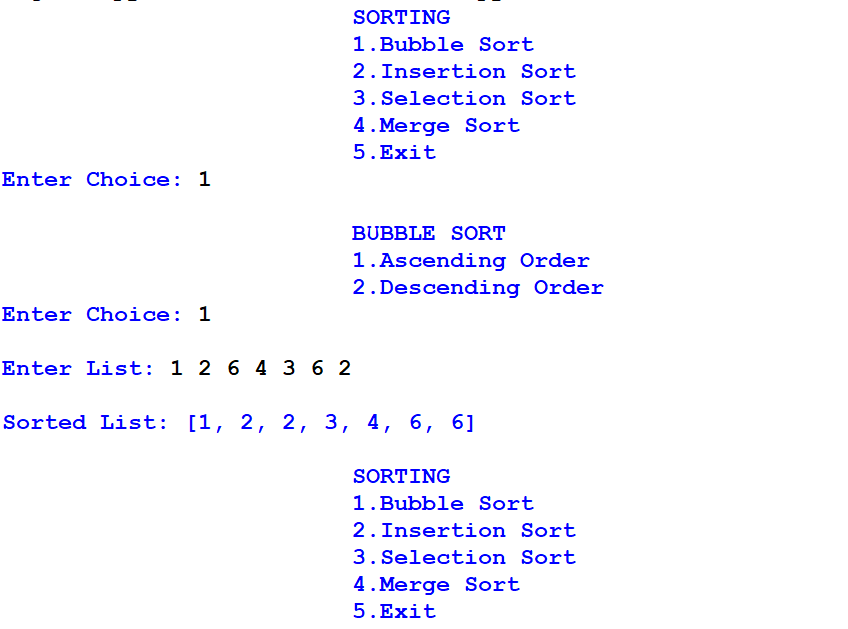 SORTING
1.Bubble Sort
2.Insertion Sort
3.Selection Sort
4.Merge Sort
5.Exit
Enter Choice: 1
BUBBLE SORT
1.Ascending Order
2.Descending Order
Enter Choice: 1
Enter List: 1 2 6 4 3 6 2
Sorted List: [1, 2, 2, 3, 4, 6, 6]
SORTING
1.Bubble Sort
2.Insertion Sort
3.Selection Sort
4.Merge Sort
5.Exit